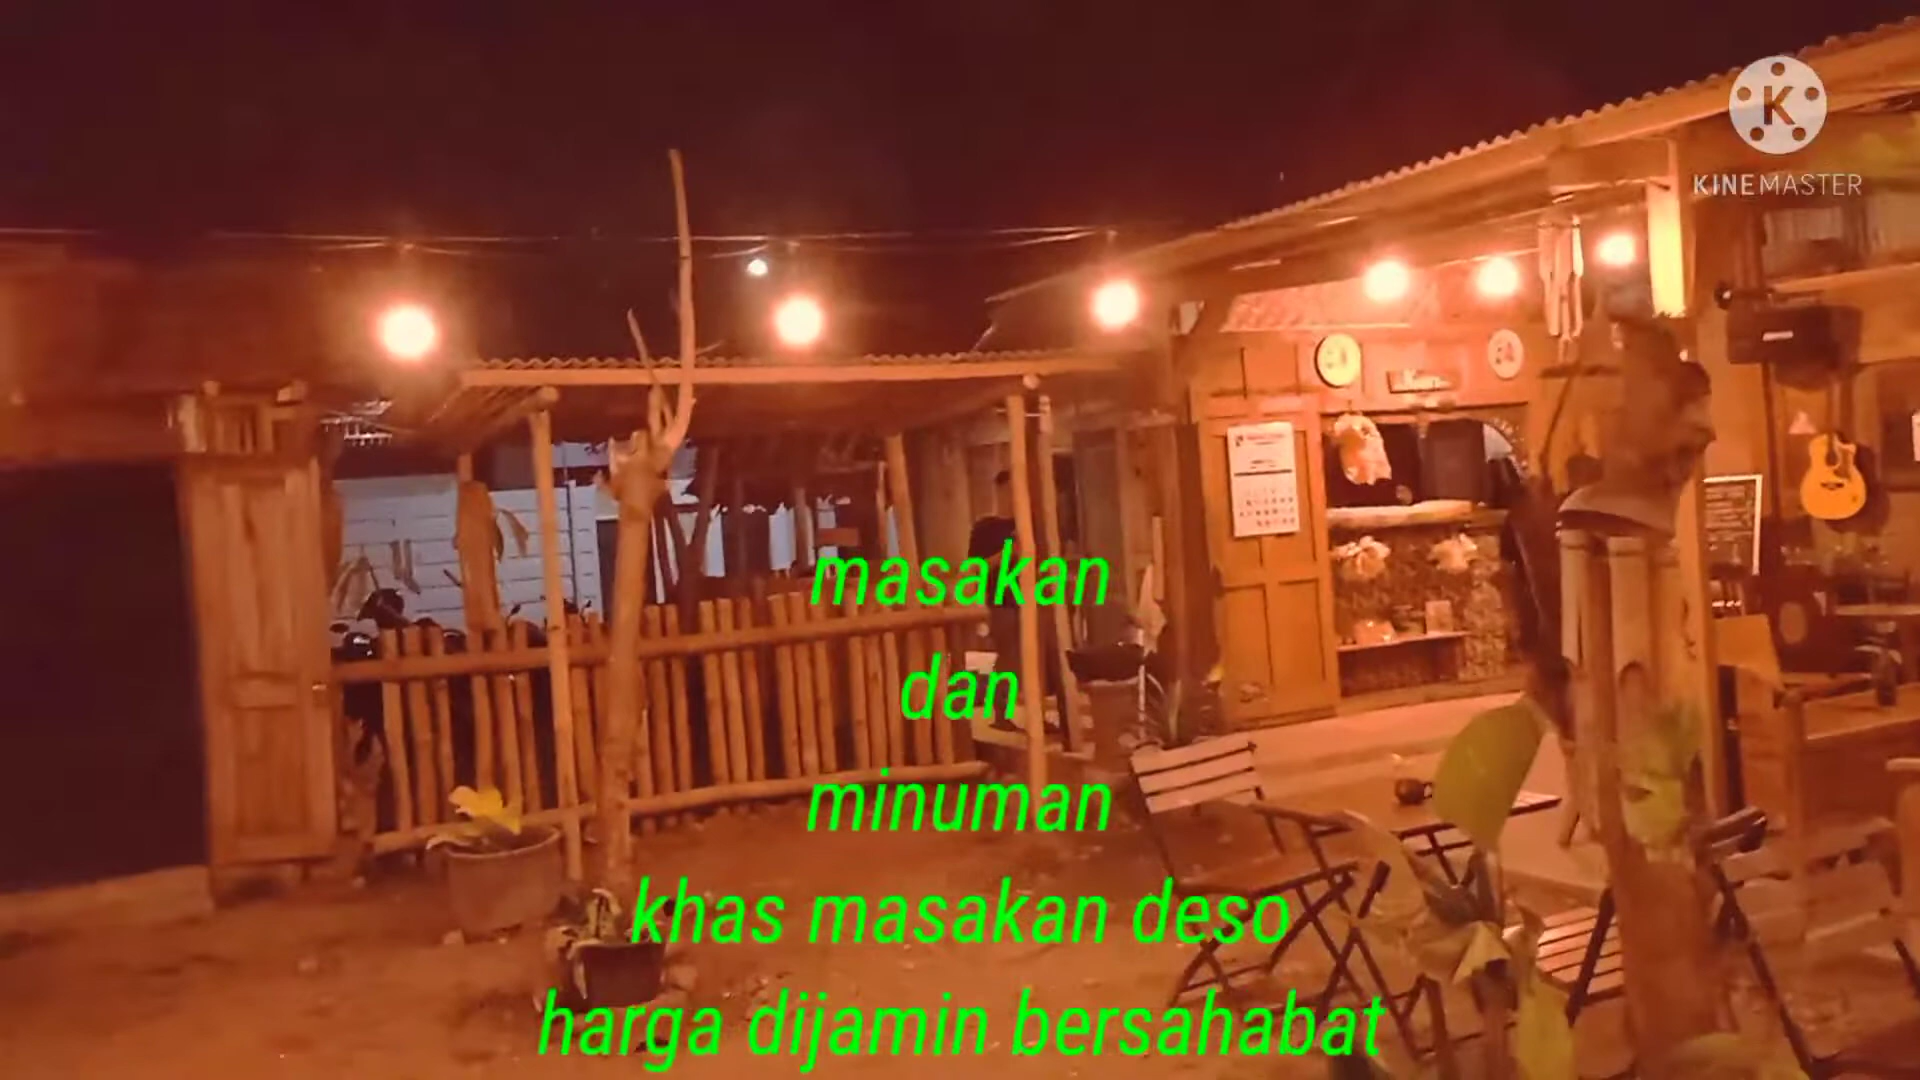 K
KINEMASTER
masakan
dan
minuman
khas masakan deso
harga dijamin bersahabat